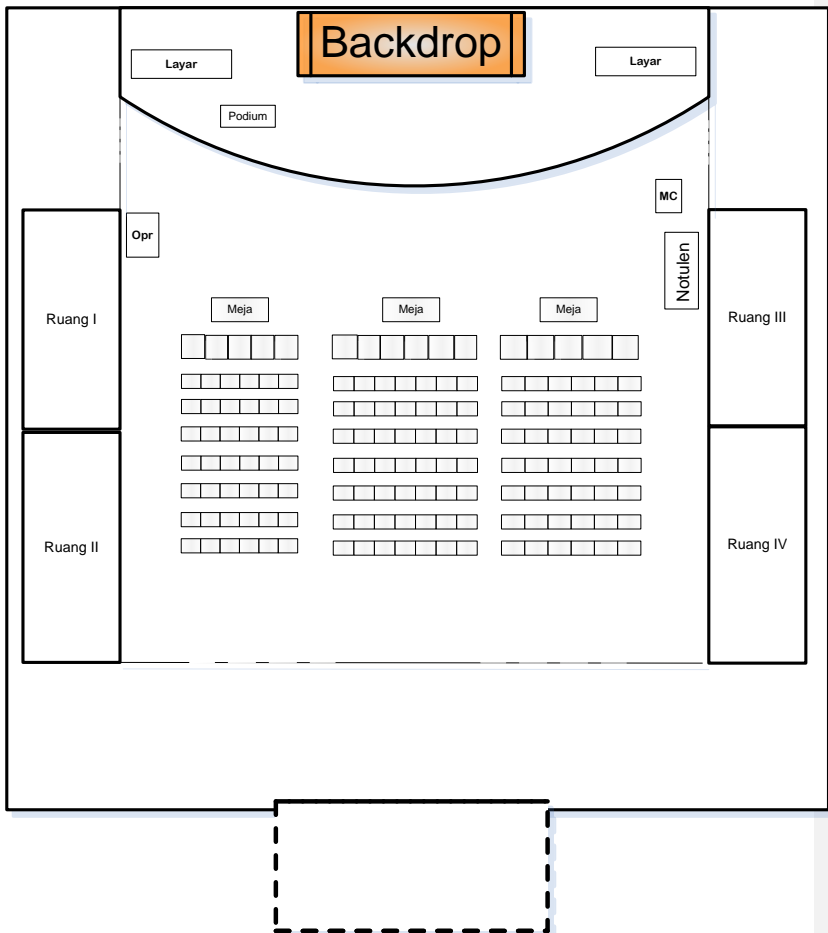 Backdrop
Layar
Layar
Podium
MC
Opr
Notulen
Meja
Meja
Meja
Ruang I
Ruang III
Ruang II
Ruang IV